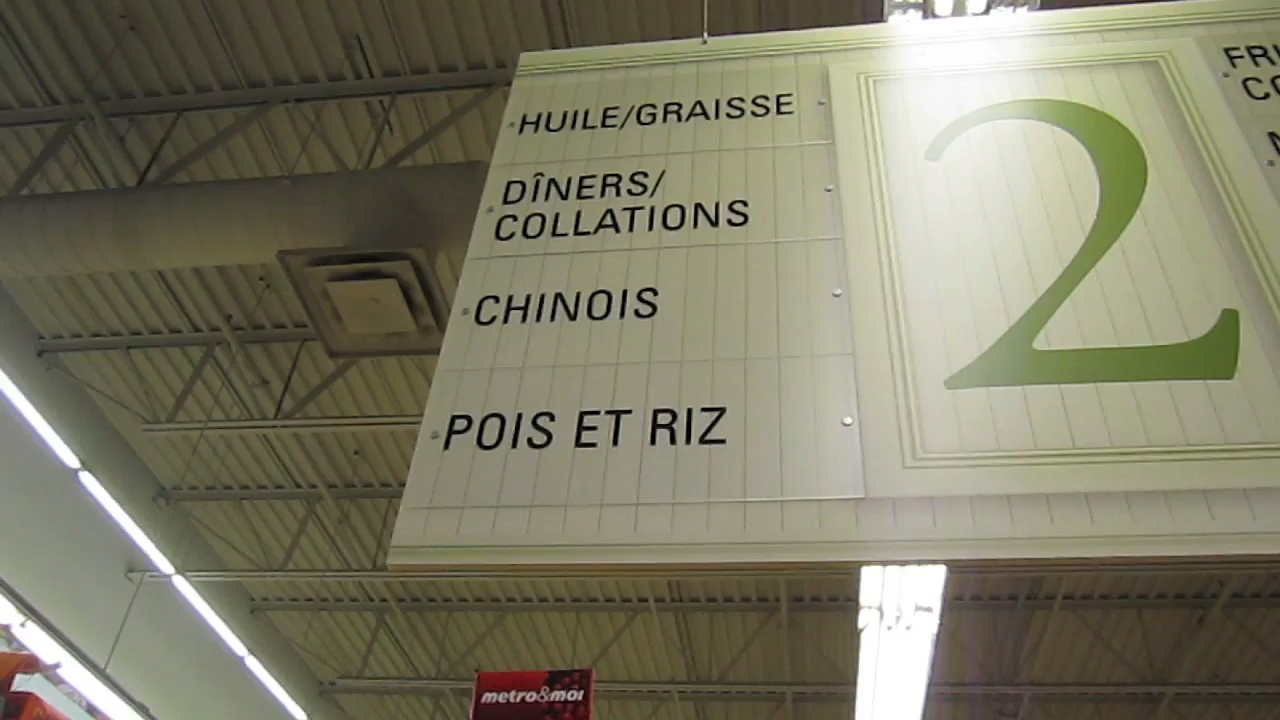 HUILE/GRAISSE
DÎNERS/
COLLATIONS
CHINOIS
POIS ET RIZ
2
metro&moi